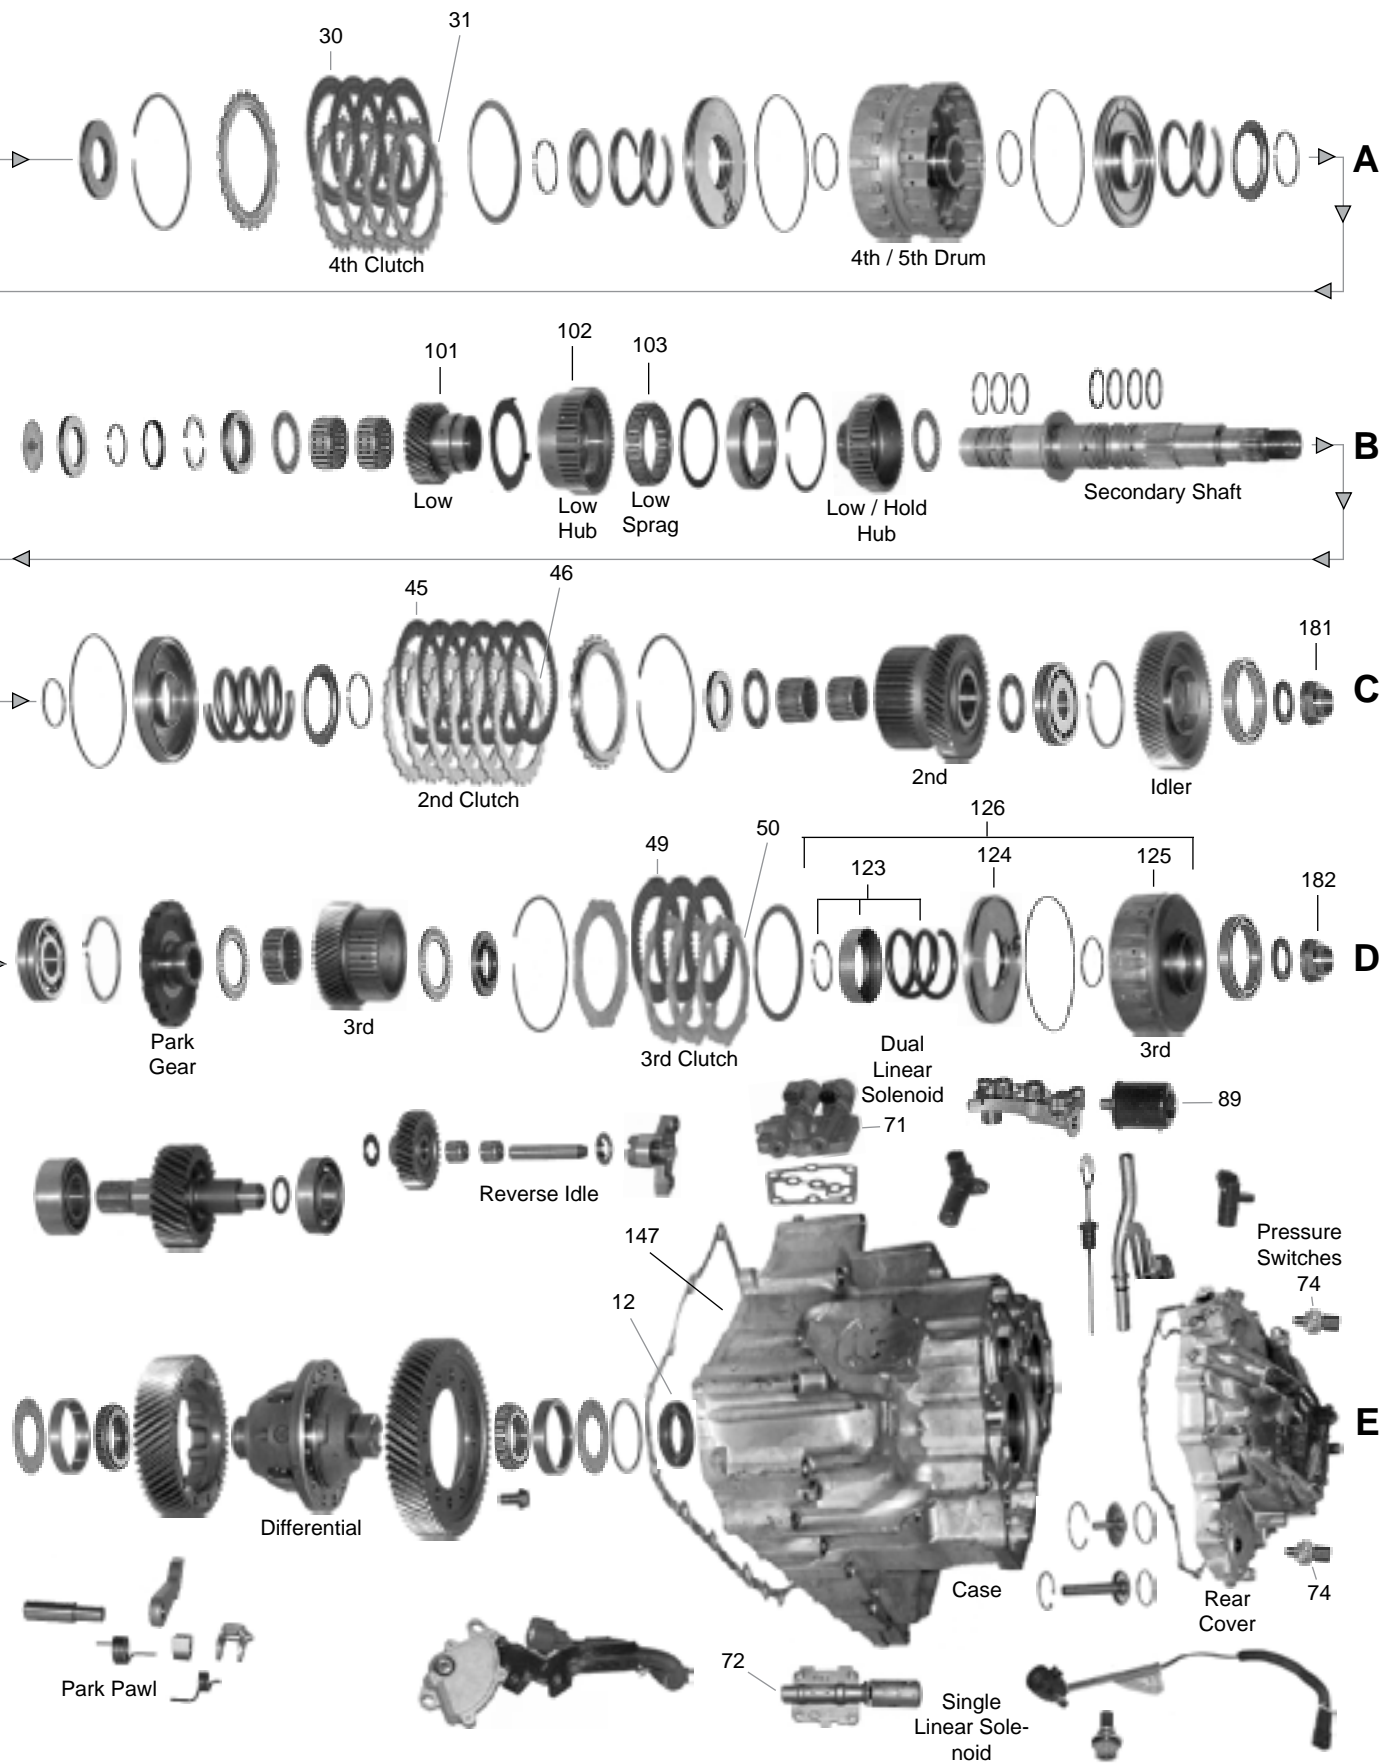 30
31
4th Clutch
4th / 5th Drum
A
101
102
103
Low
Low
Hub
Low
Sprag
Low / Hold
Hub
Secondary Shaft
B
45
46
2nd Clutch
2nd
Idler
181
C
49
50
126
123
124
125
182
Park
Gear
3rd
3rd Clutch
3rd
D
Dual
Linear
Solenoid
71
89
Reverse Idle
147
12
Pressure
Switches
74
Differential
Case
Rear
Cover
74
E
Park Pawl
72
Single
Linear Sole-
noid